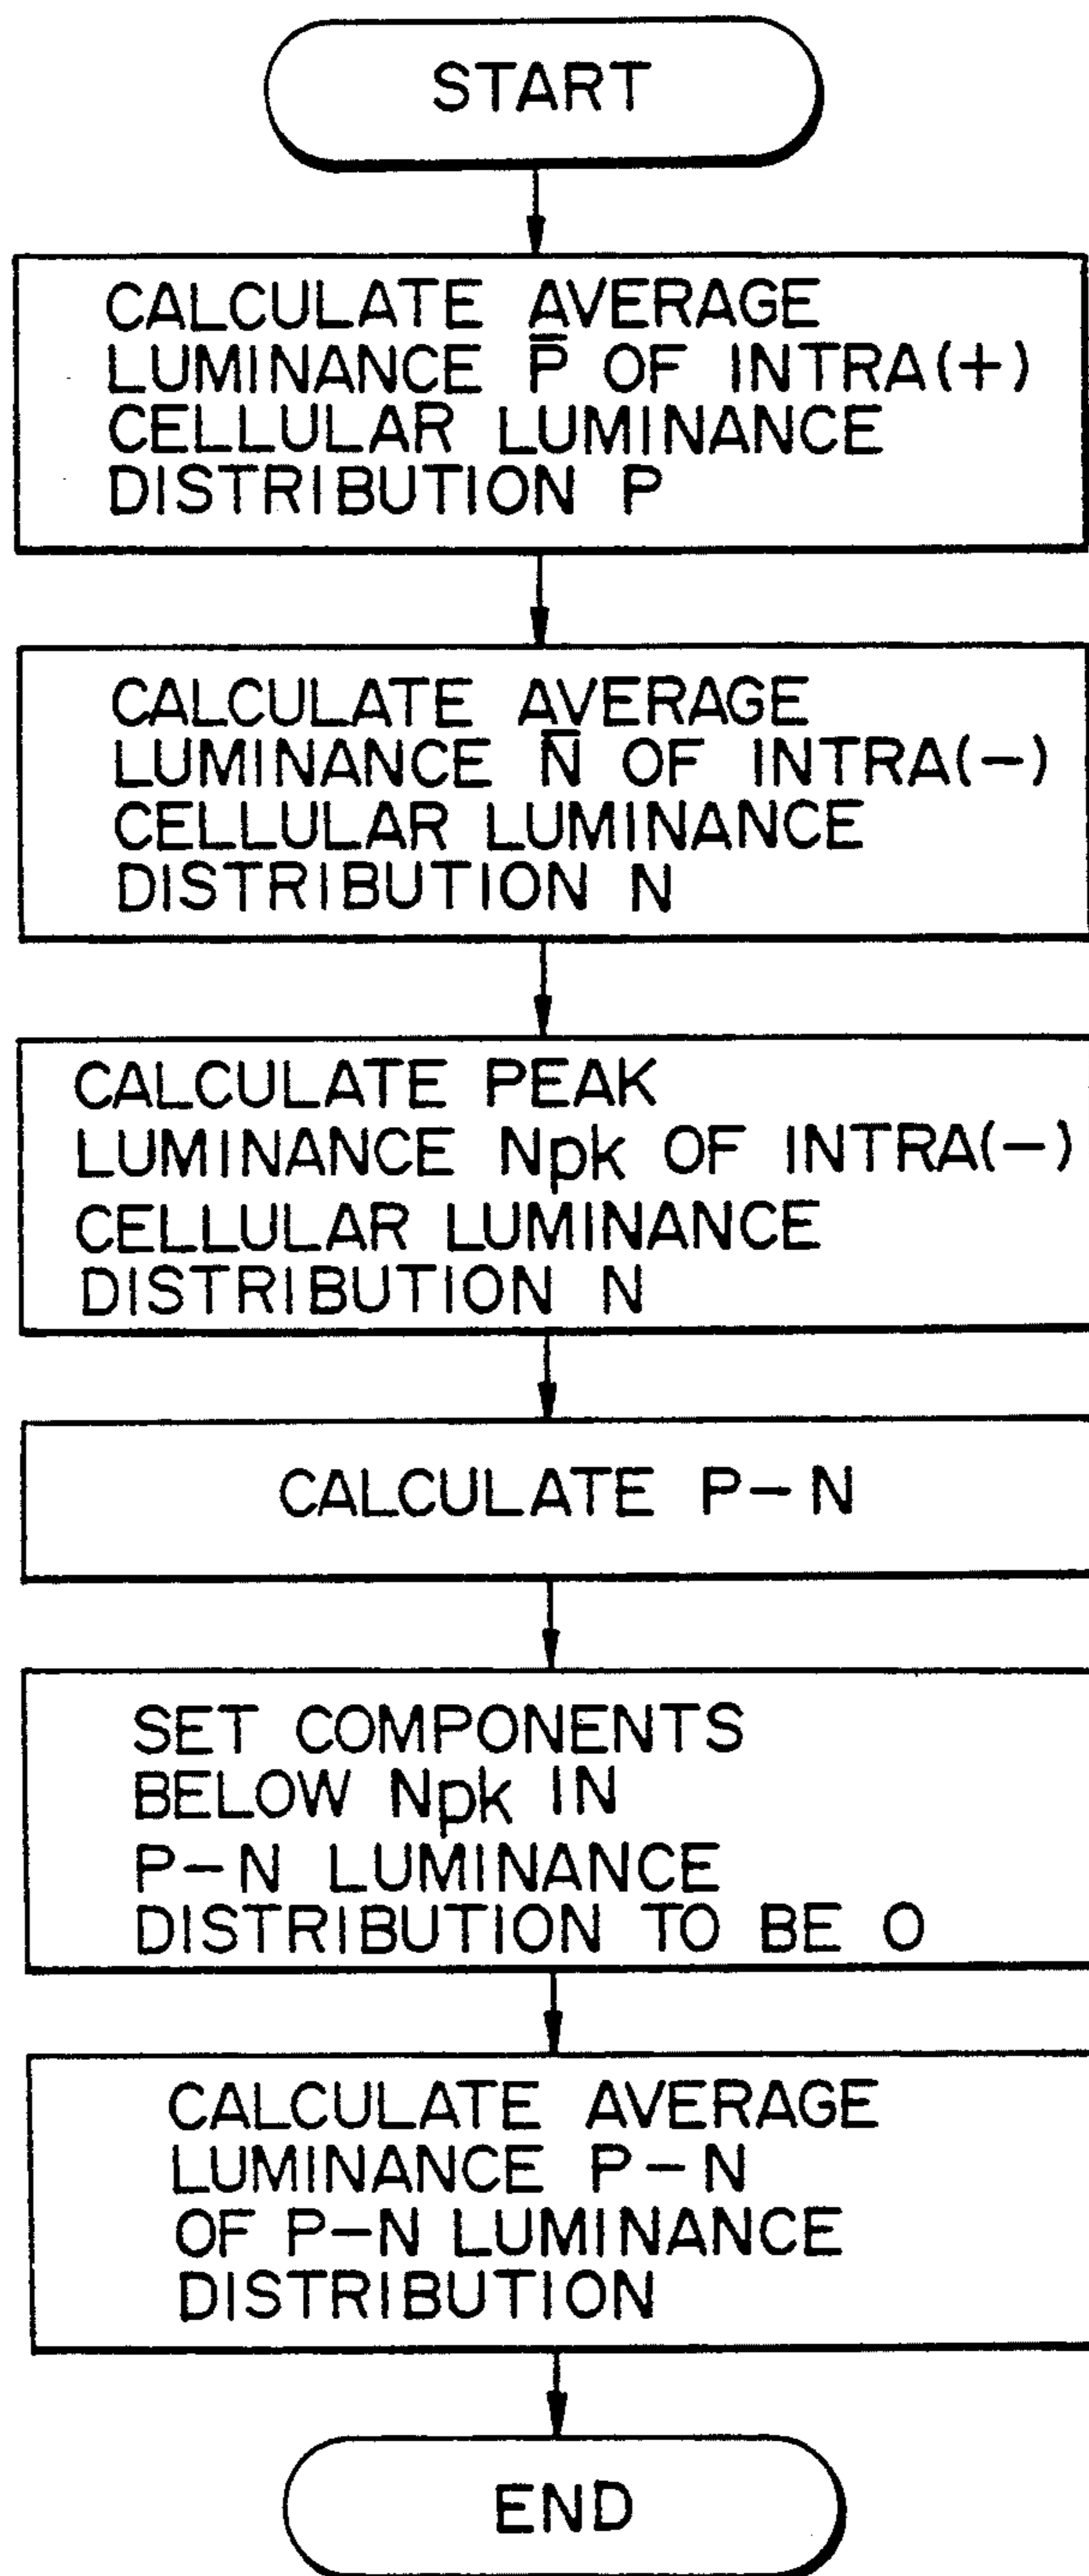 START
CALCULATE AVERAGE
LUMINANCE P̅ OF INTRA(+)
CELLULAR LUMINANCE
DISTRIBUTION P
CALCULATE AVERAGE
LUMINANCE N̅ OF INTRA(-)
CELLULAR LUMINANCE
DISTRIBUTION N
CALCULATE PEAK
LUMINANCE Npk OF INTRA(-)
CELLULAR LUMINANCE
DISTRIBUTION N
CALCULATE P-N
SET COMPONENTS
BELOW Npk IN
P-N LUMINANCE
DISTRIBUTION TO BE 0
CALCULATE AVERAGE
LUMINANCE P-N
OF P-N LUMINANCE
DISTRIBUTION
END